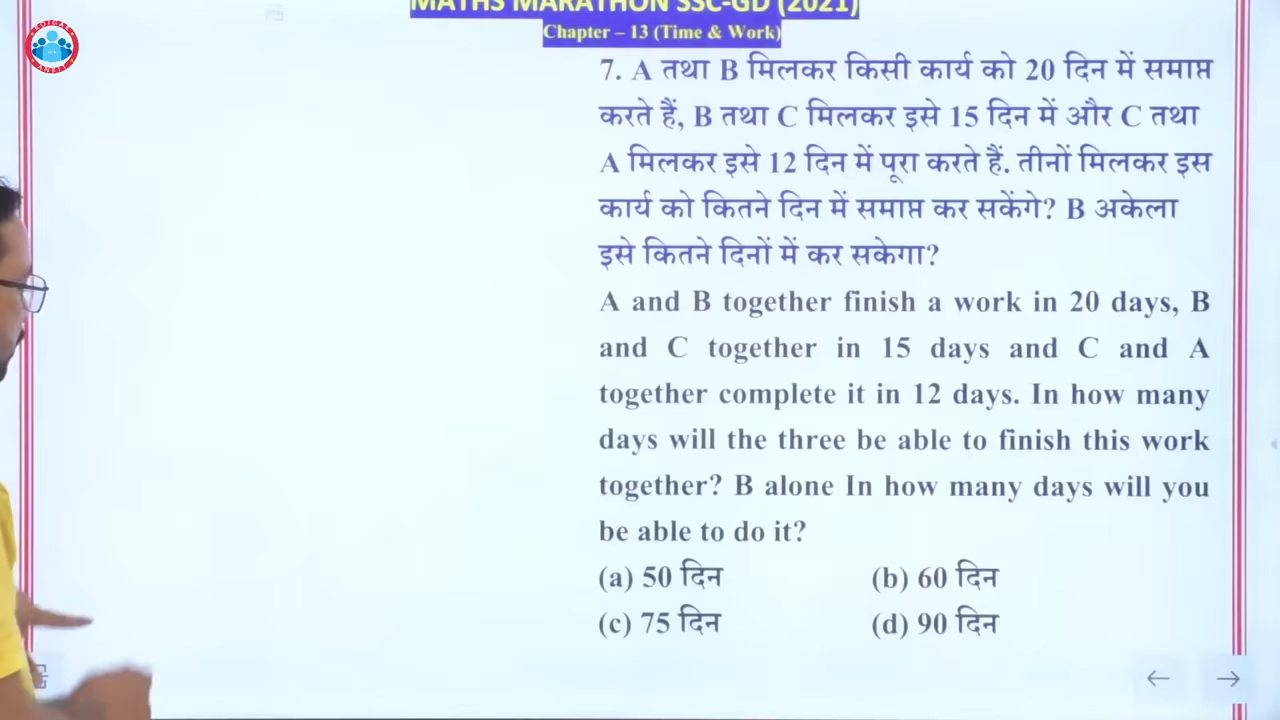 MATHS MARATHON SSC-GD (2021)
Chapter – 13 (Time & Work)
ROJGAR
ANKIT
7. A तथा B मिलकर किसी कार्य को 20 दिन में समाप्त
करते हैं, B तथा C मिलकर इसे 15 दिन में और C तथा
A मिलकर इसे 12 दिन में पूरा करते हैं. तीनों मिलकर इस
कार्य को कितने दिन में समाप्त कर सकेंगे? B अकेला
इसे कितने दिनों में कर सकेगा?
A and B together finish a work in 20 days, B
and C together in 15 days and C and A
together complete it in 12 days. In how many
days will the three be able to finish this work
together? B alone In how many days will you
be able to do it?
(a) 50 दिन (b) 60 दिन
(c) 75 दिन (d) 90 दिन